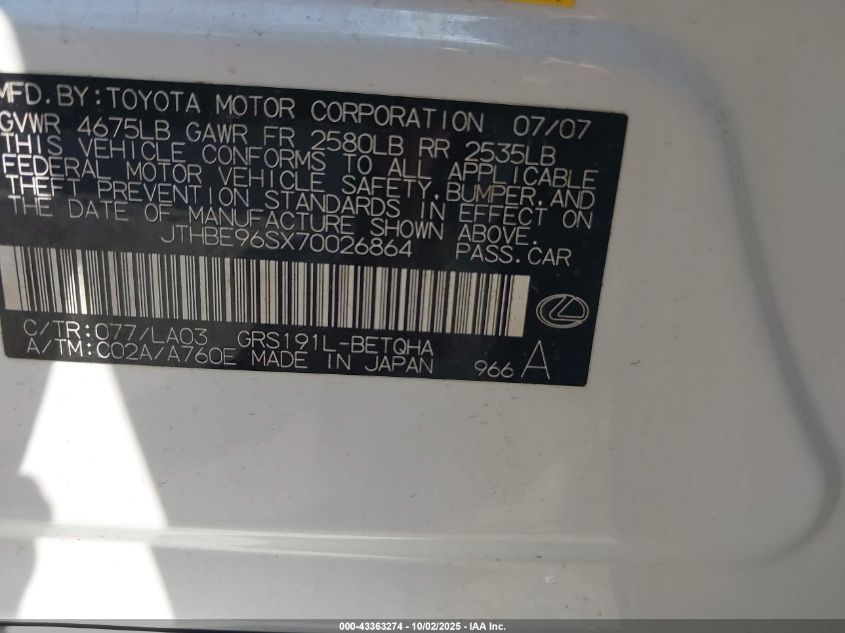 MFD.BY:TOYOTA MOTOR CORPORATION 07/07
GVWR 4675LB GAWR FR 2580LB RR 2535LB
THIS VEHICLE CONFORMS TO ALL APPLICABLE
FEDERAL MOTOR VEHICLE SAFETY,BUMPER,AND
THEFT PREVENTION STANDARDS IN EFFECT ON
THE DATE OF MANUFACTURE SHOWN ABOVE.
JTHBE96SX70026864 PASS.CAR
C/TR:077/LA03 GRS191L-BETQHA
A/TM:C02A/A760E MADE IN JAPAN 966 A
000-43363274 - 10/02/2025 - IAA Inc.